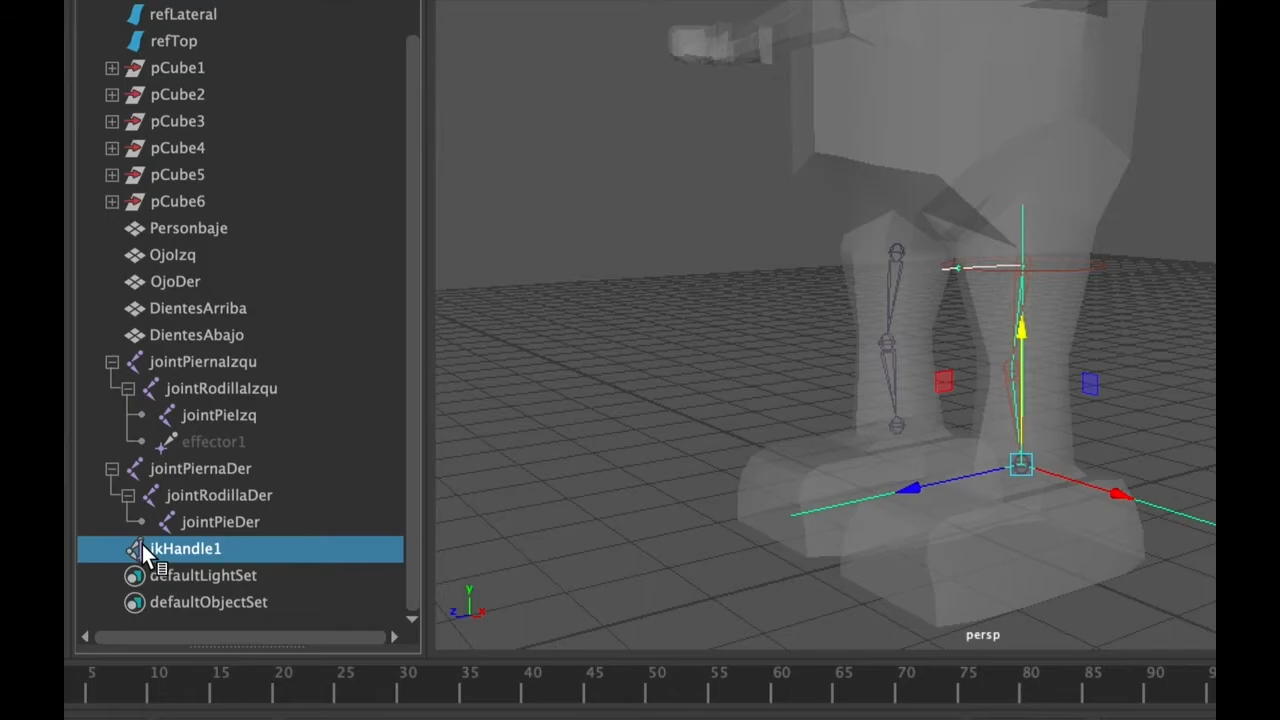 refLateral
refTop
pCube1
pCube2
pCube3
pCube4
pCube5
pCube6
Personbaje
OjoIzq
OjoDer
DientesArriba
DientesAbajo
jointPiernaIzqu
jointRodillaIzqu
jointPieIzq
effector1
jointPiernaDer
jointRodillaDer
jointPieDer
ikHandle1
defaultLightSet
defaultObjectSet
y
z x
persp
5 10 15 20 25 30 35 40 45 50 55 60 65 70 75 80 85 90